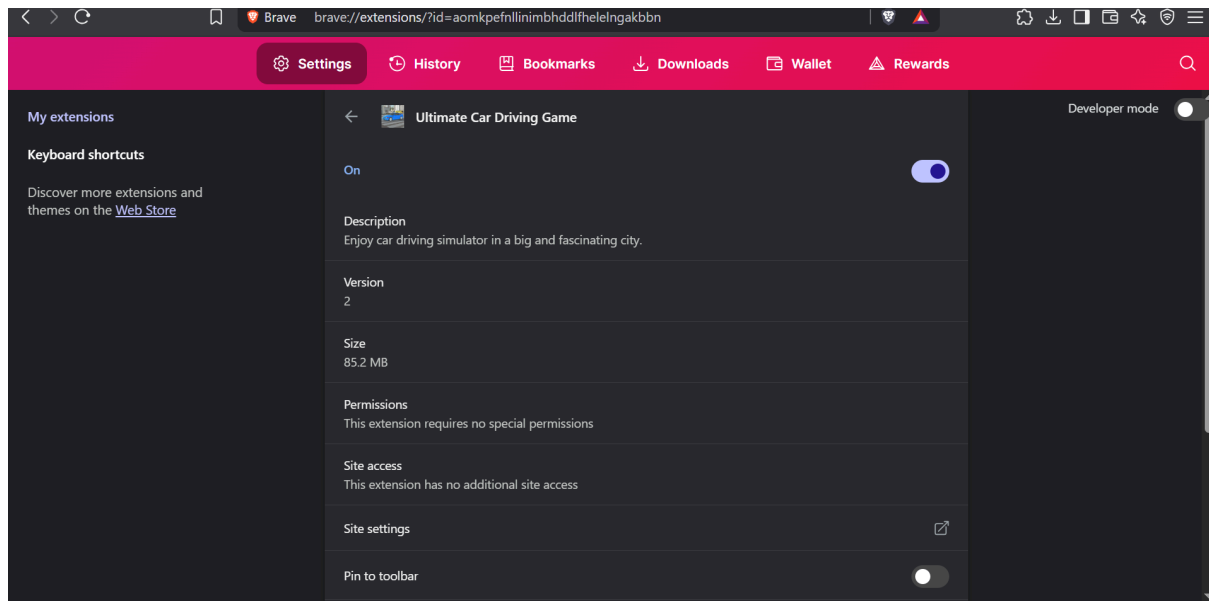 Brave brave://extensions/?id=aomkpefnllinimbhddlfhelelngakbbn
Settings History Bookmarks Downloads Wallet Rewards
My extensions
Keyboard shortcuts
Discover more extensions and
themes on the Web Store
Ultimate Car Driving Game
Developer mode
On
Description
Enjoy car driving simulator in a big and fascinating city.
Version
2
Size
85.2 MB
Permissions
This extension requires no special permissions
Site access
This extension has no additional site access
Site settings
Pin to toolbar